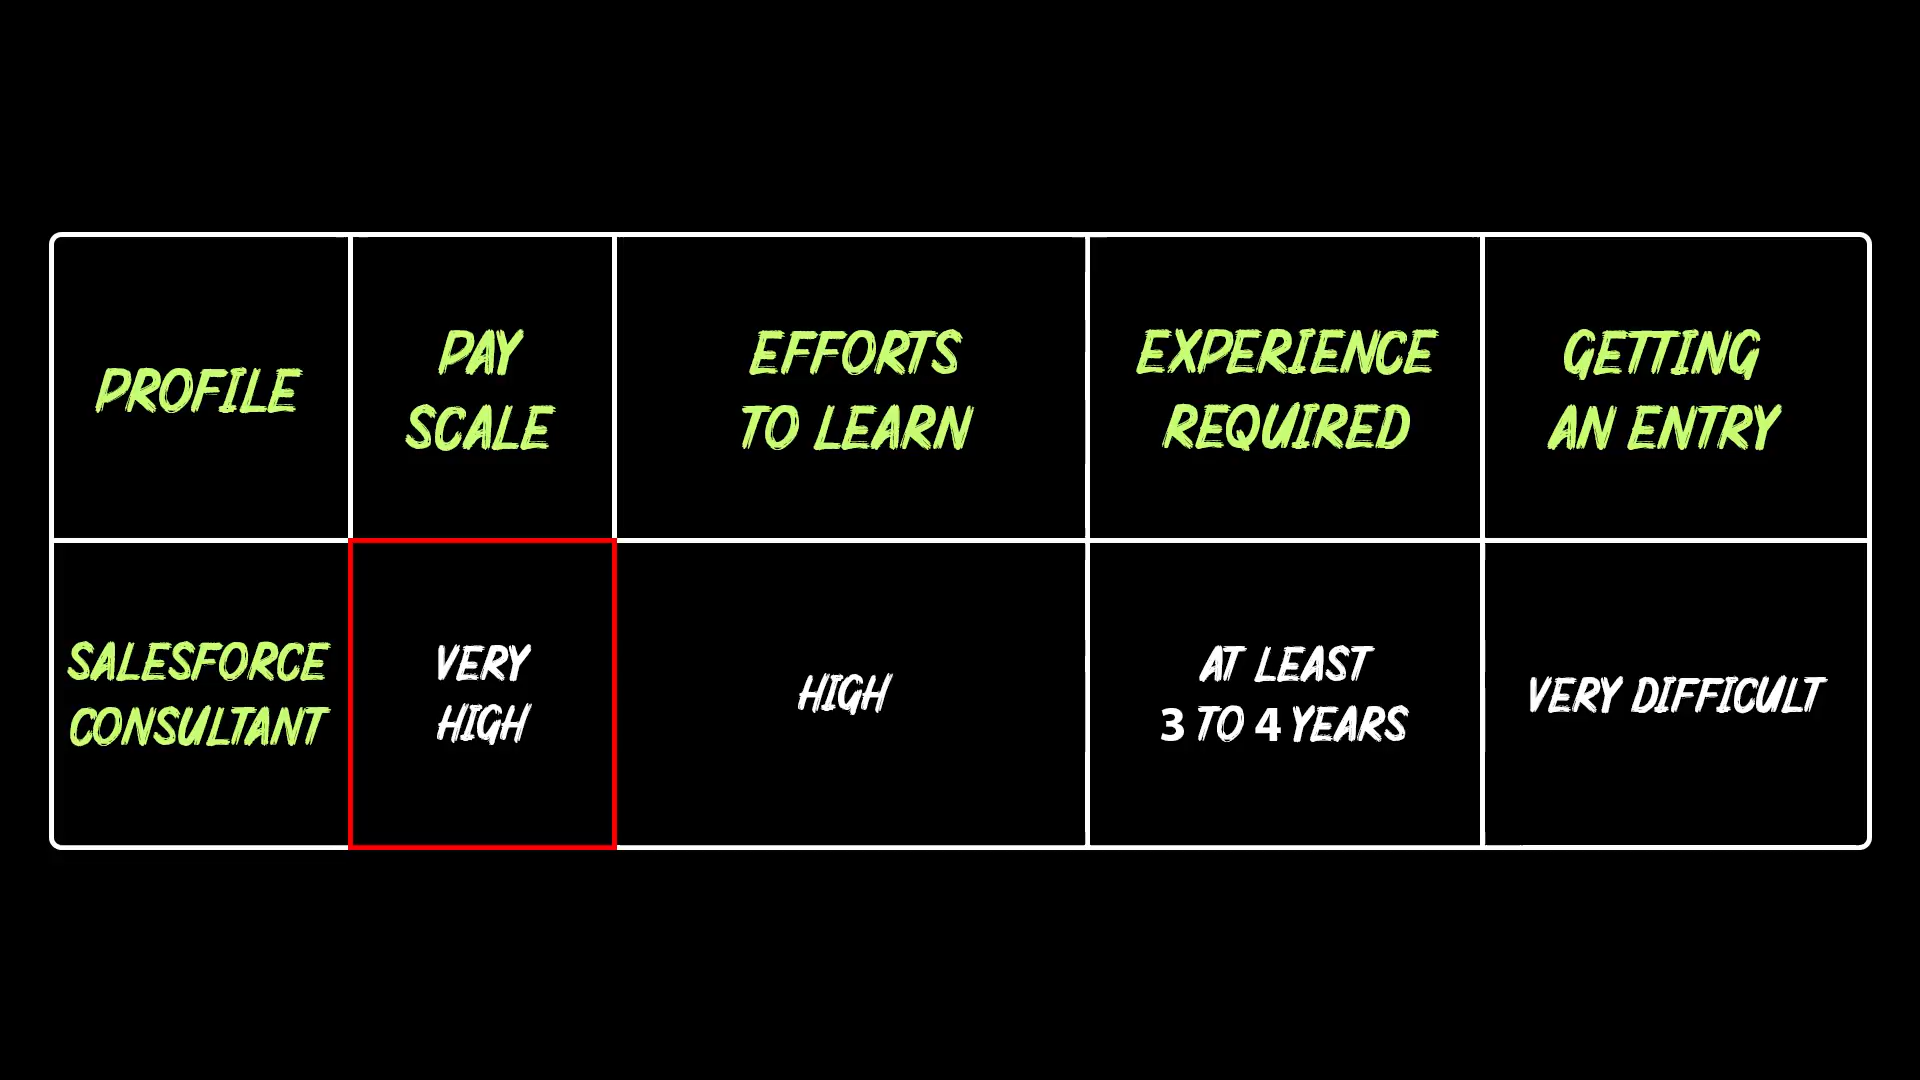 PROFILE
PAY
SCALE
EFFORTS
TO LEARN
EXPERIENCE
REQUIRED
GETTING
AN ENTRY
SALESFORCE
CONSULTANT
VERY
HIGH
HIGH
AT LEAST
3 TO 4 YEARS
VERY DIFFICULT